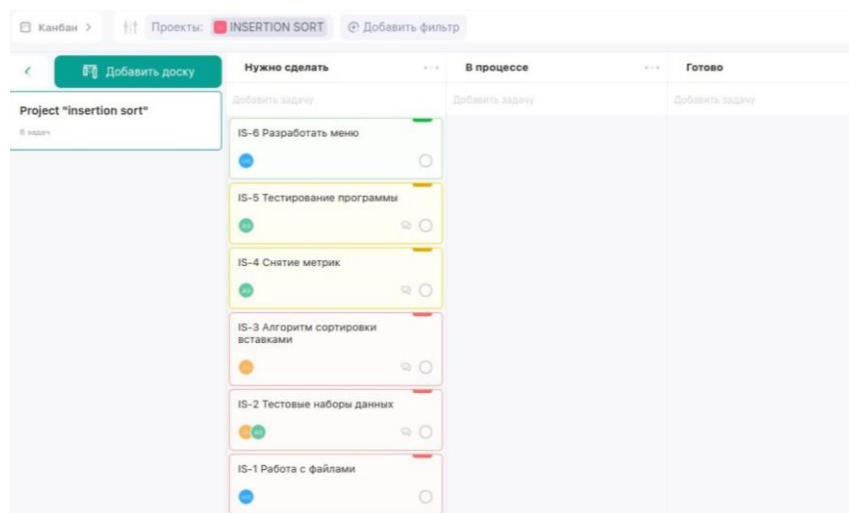 Канбан >
Проекты: INSERTION SORT
Добавить фильтр
Добавить доску
Project "insertion sort"
6 задач
Нужно сделать
В процессе
Готово
Добавить задачу
Добавить задачу
Добавить задачу
IS-6 Разработать меню
IS-5 Тестирование программы
IS-4 Снятие метрик
IS-3 Алгоритм сортировки
вставками
IS-2 Тестовые наборы данных
IS-1 Работа с файлами